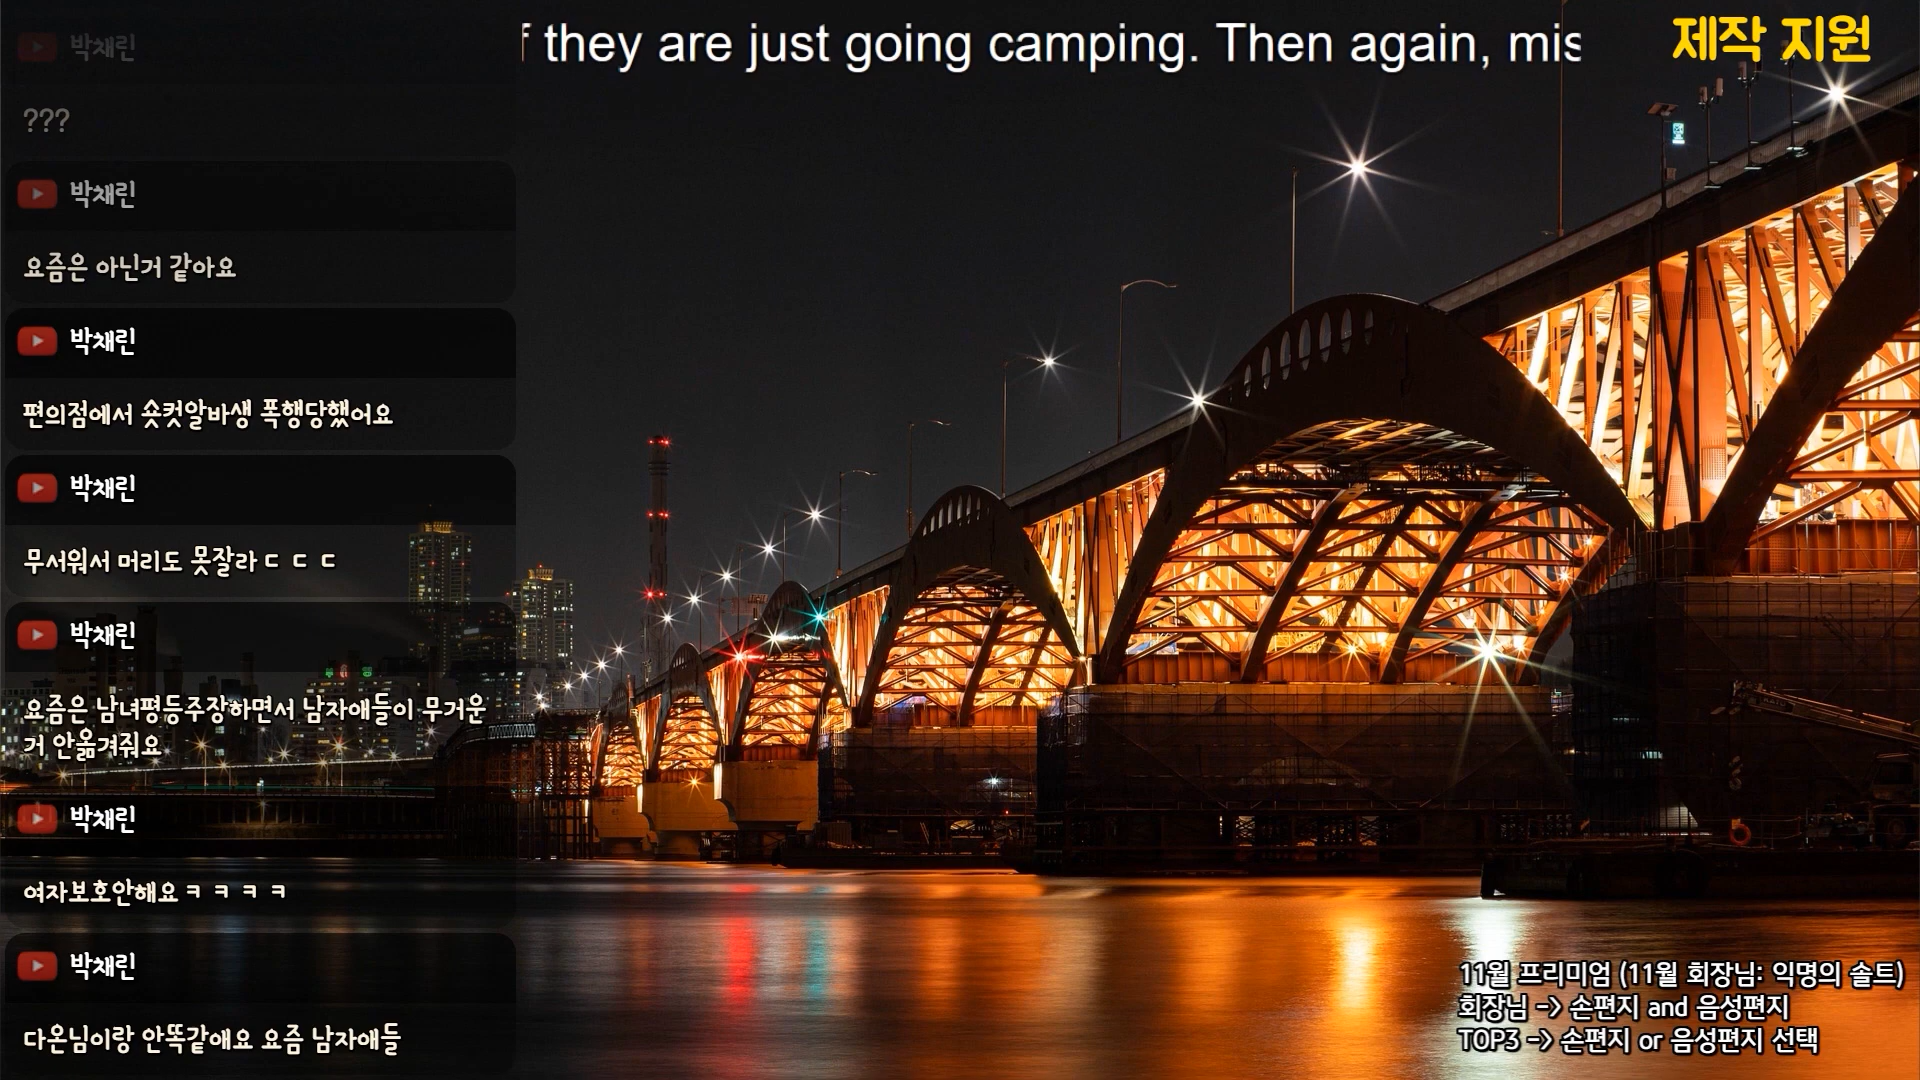 박채린
???
박채린
요즘은 아닌거 같아요
박채린
편의점에서 숏컷알바생 폭행당했어요
박채린
무서워서 머리도 못잘라ㄷㄷㄷ
박채린
요즘은 남녀평등주장하면서 남자애들이 무거운
거 안옮겨줘요
박채린
여자보호안해요ㅋㅋㅋㅋ
박채린
다온님이랑 안똑같애요 요즘 남자애들
f they are just going camping. Then again, mis
제작 지원
11월 프리미엄 (11월 회장님: 익명의 솔트)
회장님 -> 손편지 and 음성편지
TOP3 -> 손편지 or 음성편지 선택